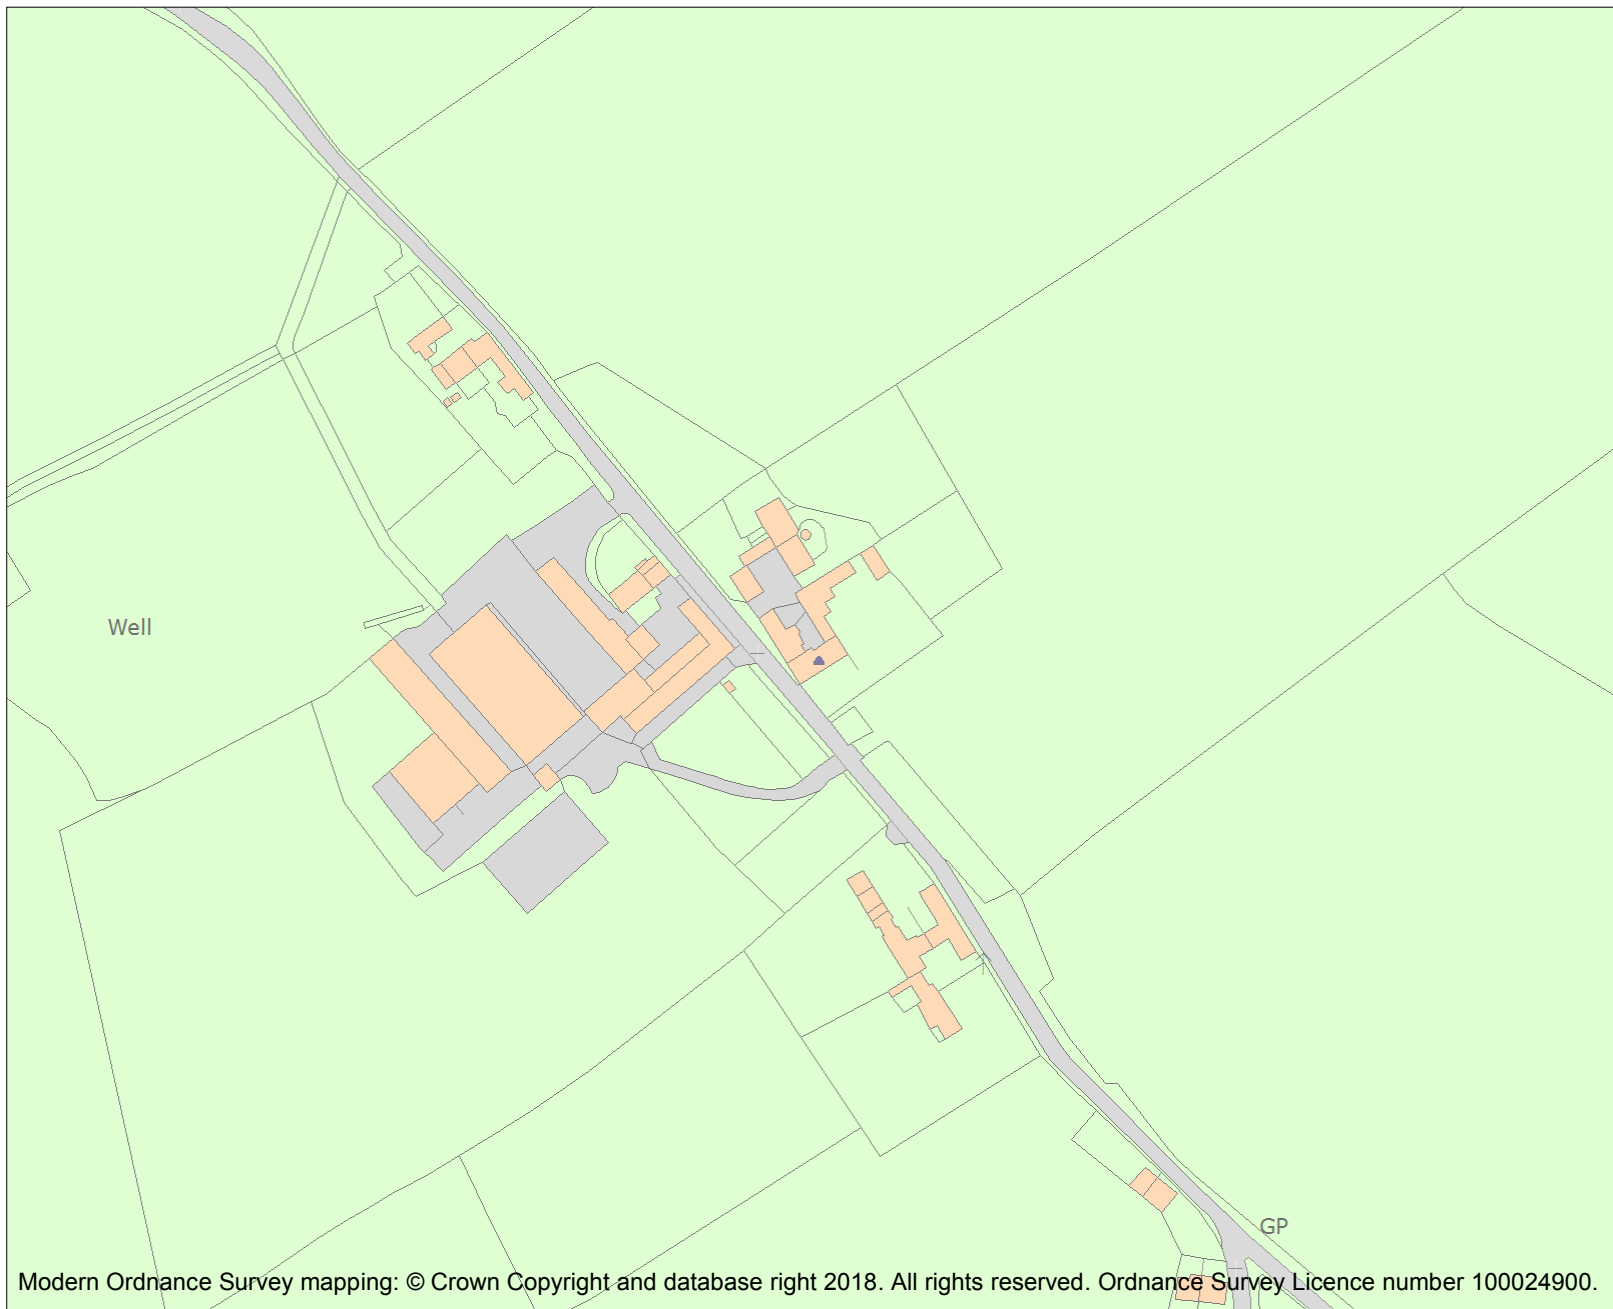 Well
GP
Modern Ordnance Survey mapping: © Crown Copyright and database right 2018. All rights reserved. Ordnance Survey Licence number 100024900.